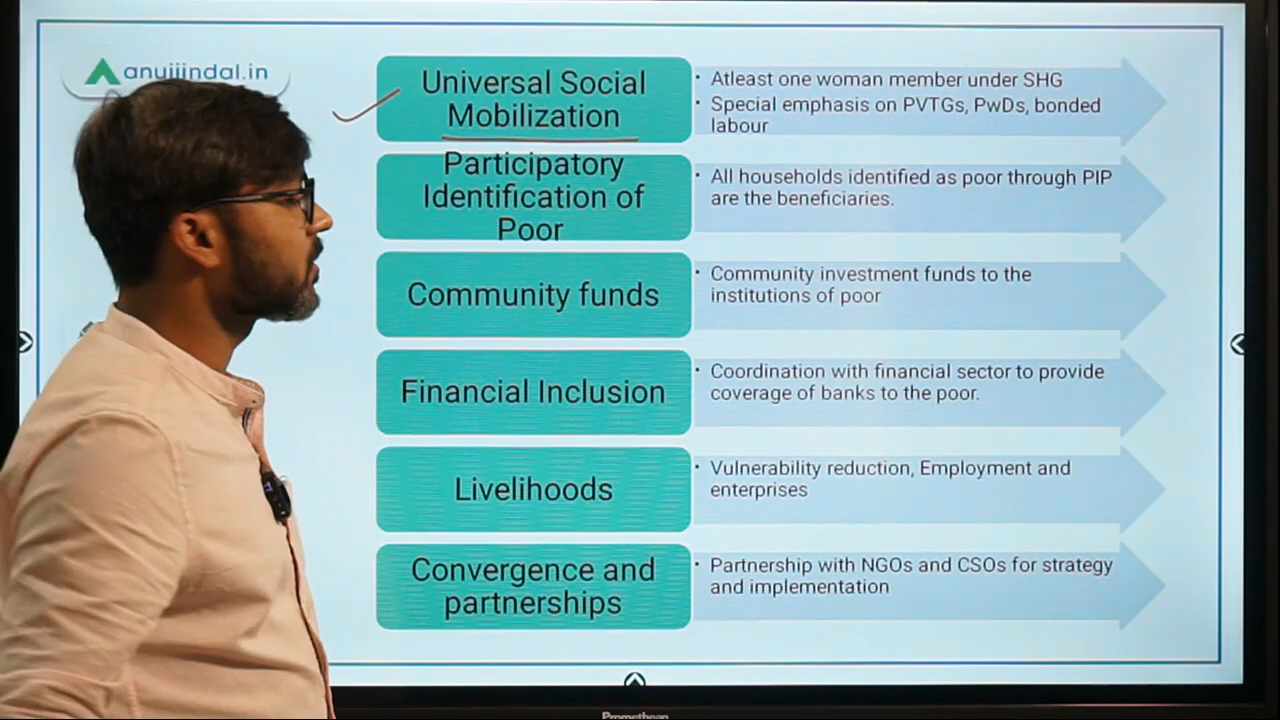 anujjindal.in
Universal Social
Mobilization
• Atleast one woman member under SHG
• Special emphasis on PVTGs, PwDs, bonded
labour
Participatory
Identification of
Poor
• All households identified as poor through PIP
are the beneficiaries.
Community funds
• Community investment funds to the
institutions of poor
Financial Inclusion
• Coordination with financial sector to provide
coverage of banks to the poor.
Livelihoods
• Vulnerability reduction, Employment and
enterprises
Convergence and
partnerships
• Partnership with NGOs and CSOs for strategy
and implementation
Promethean